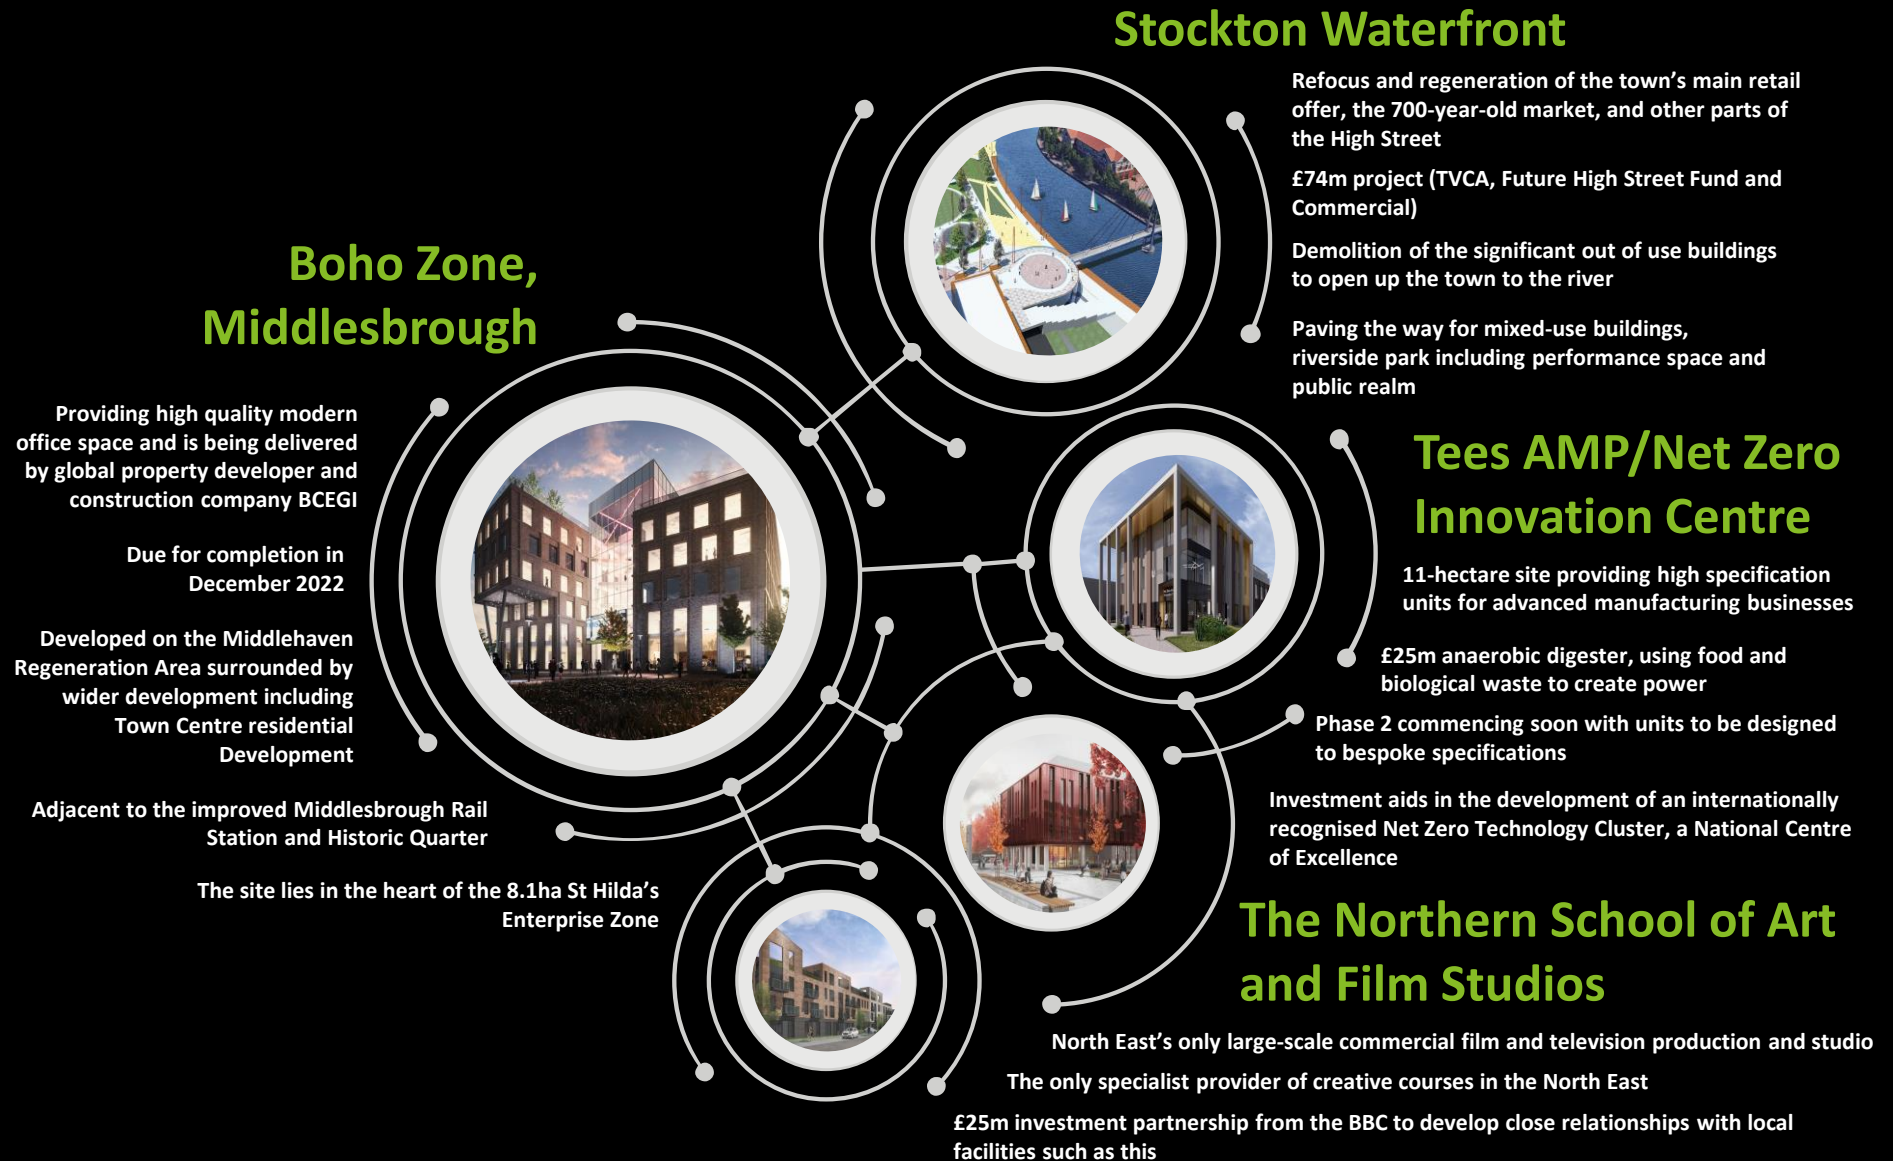 Stockton Waterfront
Refocus and regeneration of the town's main retail
offer, the 700-year-old market, and other parts of
the High Street
£74m project (TVCA, Future High Street Fund and
Commercial)
Demolition of the significant out of use buildings
to open up the town to the river
Paving the way for mixed-use buildings,
riverside park including performance space and
public realm
Boho Zone,
Middlesbrough
Providing high quality modern
office space and is being delivered
by global property developer and
construction company BCEGI
Due for completion in
December 2022
Developed on the Middlehaven
Regeneration Area surrounded by
wider development including
Town Centre residential
Development
Adjacent to the improved Middlesbrough Rail
Station and Historic Quarter
The site lies in the heart of the 8.1ha St Hilda's
Enterprise Zone
Tees AMP/Net Zero
Innovation Centre
11-hectare site providing high specification
units for advanced manufacturing businesses
£25m anaerobic digester, using food and
biological waste to create power
Phase 2 commencing soon with units to be designed
to bespoke specifications
Investment aids in the development of an internationally
recognised Net Zero Technology Cluster, a National Centre
of Excellence
The Northern School of Art
and Film Studios
North East's only large-scale commercial film and television production and studio
The only specialist provider of creative courses in the North East
£25m investment partnership from the BBC to develop close relationships with local
facilities such as this